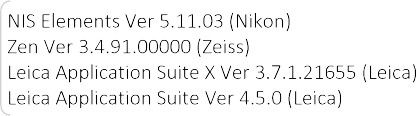 NIS Elements Ver 5.11.03 (Nikon)
Zen Ver 3.4.91.00000 (Zeiss)
Leica Application Suite X Ver 3.7.1.21655 (Leica)
Leica Application Suite Ver 4.5.0 (Leica)